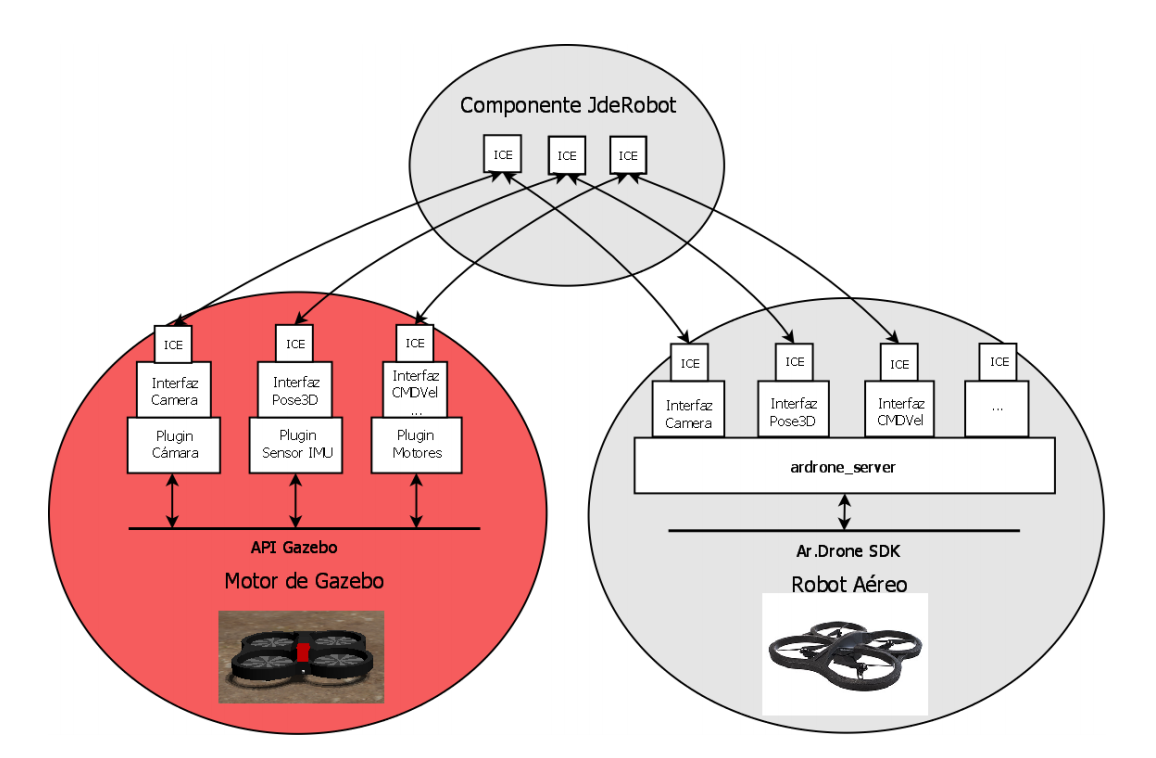 Componente JdeRobot
ICE
ICE
ICE
ICE
Interfaz
Camera
Plugin
Cámara
ICE
Interfaz
Pose3D
Plugin
Sensor IMU
ICE
Interfaz
CMDVel
...
Plugin
Motores
API Gazebo
Motor de Gazebo
ICE
Interfaz
Camera
ICE
Interfaz
Pose3D
ICE
Interfaz
CMDVel
ICE
...
ardrone_server
Ar.Drone SDK
Robot Aéreo